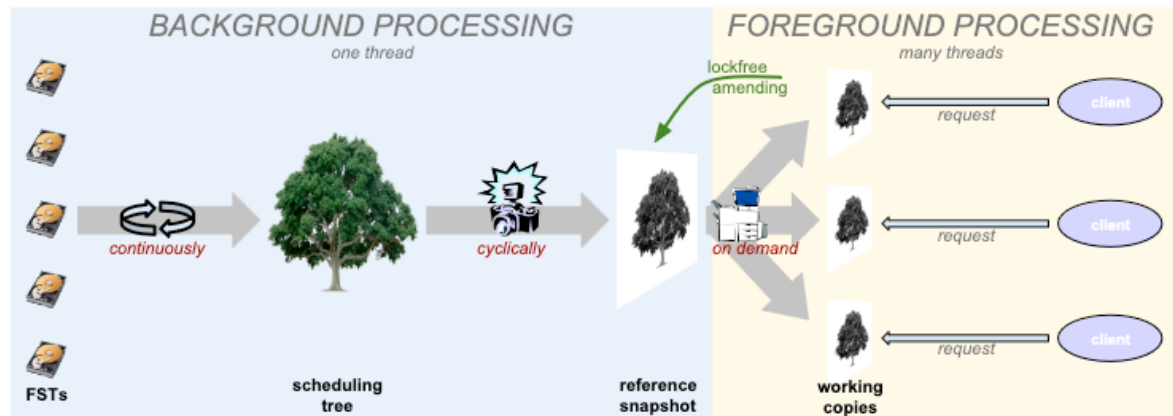 BACKGROUND PROCESSING
one thread
FOREGROUND PROCESSING
many threads
lockfree
amending
client
request
continuously
cyclically
on demand
client
request
client
request
FSTs
scheduling
tree
reference
snapshot
working
copies